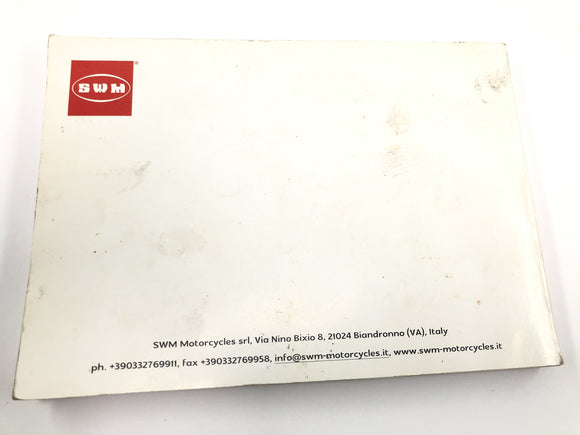 SWM®
SWM Motorcycles srl, Via Nino Bixio 8, 21024 Biandronno (VA), Italy
ph. +390332769911, fax +390332769958, info@swm-motorcycles.it, www.swm-motorcycles.it